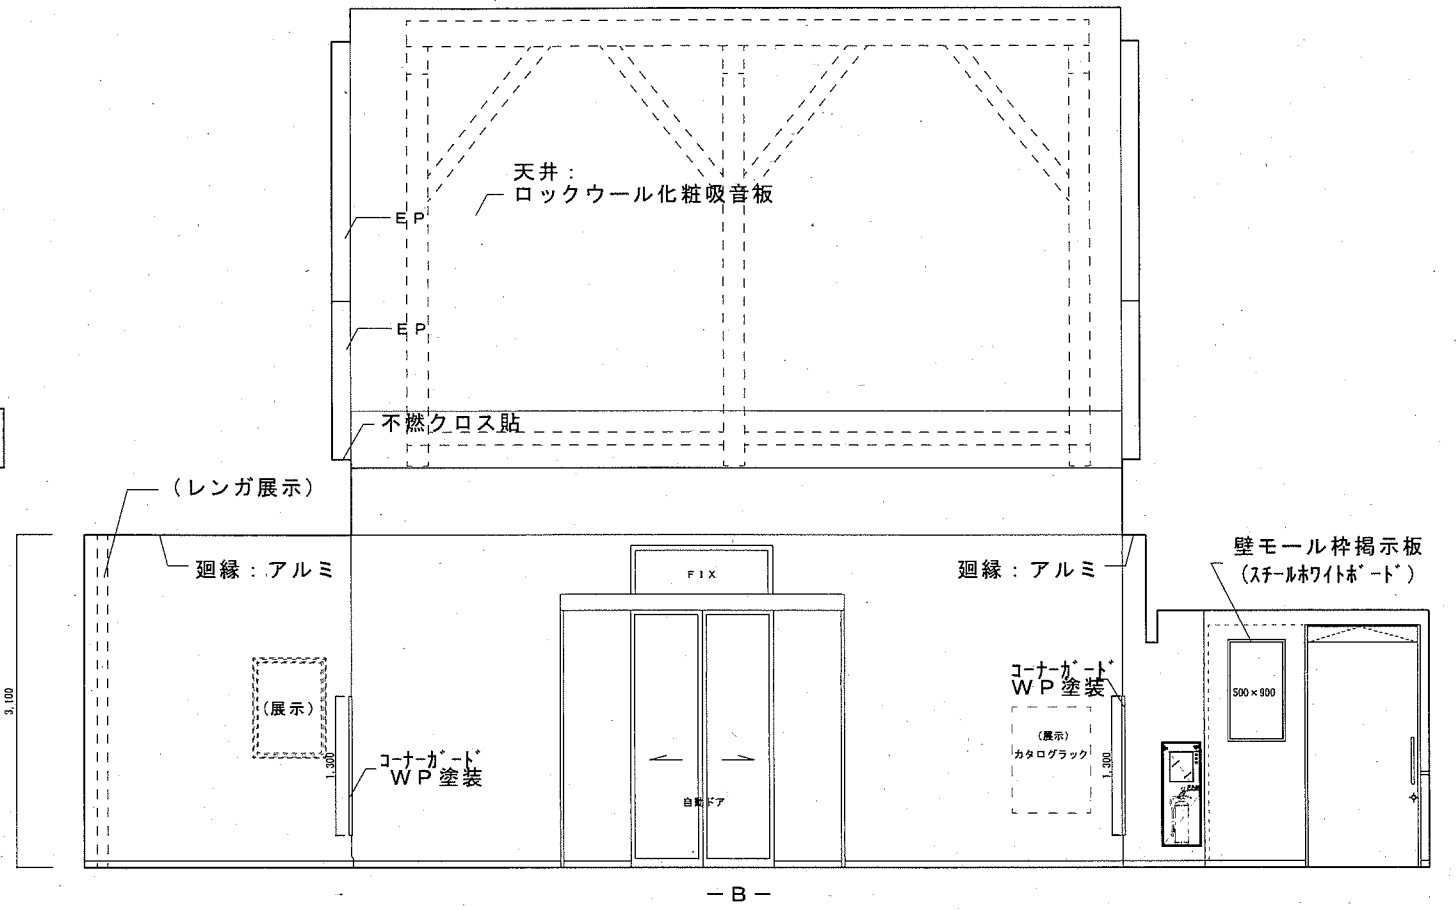 天井：
ロックウール化粧吸音板
ＥＰ
ＥＰ
不燃クロス貼
（レンガ展示）
廻縁：アルミ
ＦＩＸ
廻縁：アルミ
壁モール枠掲示板
（ｽﾁｰﾙﾎﾜｲﾄﾎﾞｰﾄﾞ）
3,100
（展示）
1,300
ｺｰﾅｰｶﾞｰﾄﾞ
ＷＰ塗装
自動ドア
ｺｰﾅｰｶﾞｰﾄﾞ
ＷＰ塗装
（展示）
カタログラック
1,300
500×900
－Ｂ－